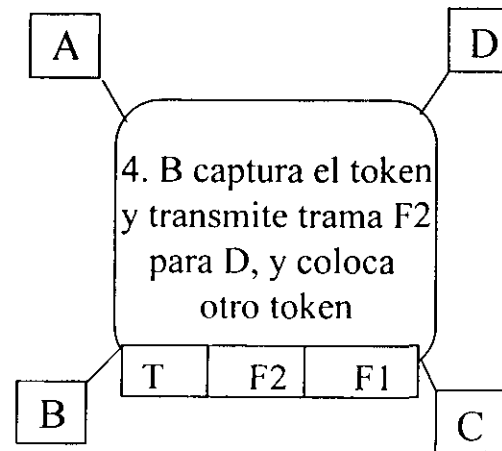 A
D
4. B captura el token
y transmite trama F2
para D, y coloca
otro token
T F2 F1
B
C